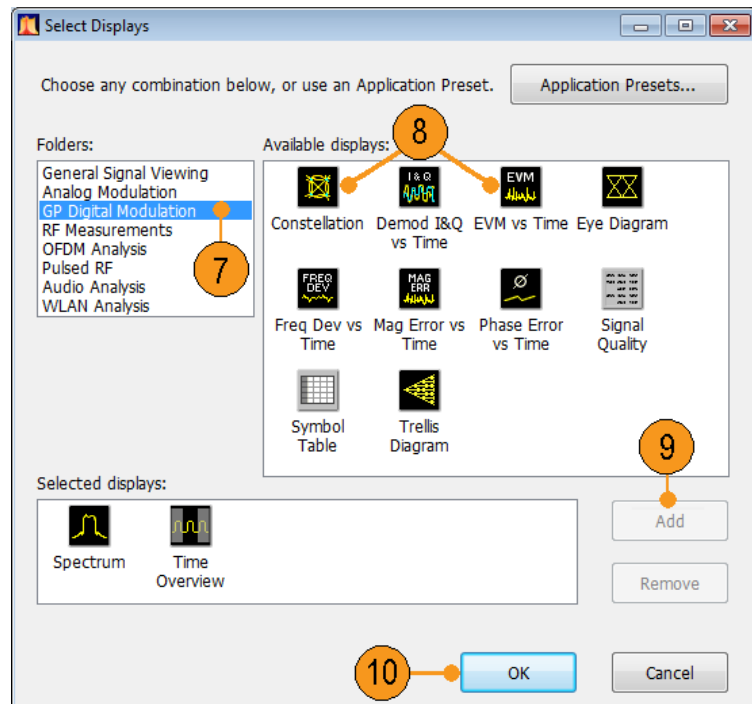 Select Displays
Choose any combination below, or use an Application Preset.
Application Presets...
Folders:
General Signal Viewing
Analog Modulation
GP Digital Modulation
RF Measurements
OFDM Analysis
Pulsed RF
Audio Analysis
WLAN Analysis
7
Available displays:
8
I & Q
EVM
Constellation
Demod I&Q
vs Time
EVM vs Time
Eye Diagram
FREQ
DEV
MAG
ERR
Freq Dev vs
Time
Mag Error vs
Time
Phase Error
vs Time
Signal
Quality
Symbol
Table
Trellis
Diagram
Selected displays:
Spectrum
Time
Overview
9
Add
Remove
10
OK
Cancel